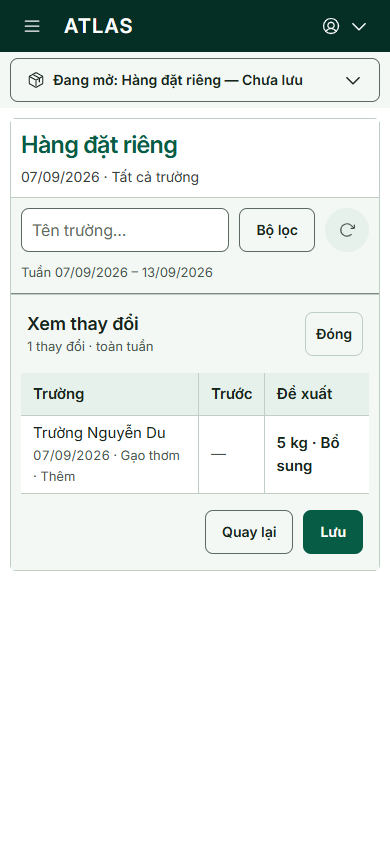 ATLAS
Đang mở: Hàng đặt riêng — Chưa lưu
Hàng đặt riêng
07/09/2026 · Tất cả trường
Tên trường...
Bộ lọc
Tuần 07/09/2026 – 13/09/2026
Xem thay đổi
1 thay đổi · toàn tuần
Đóng
Trường
Trước
Đề xuất
Trường Nguyễn Du
07/09/2026 · Gạo thơm
· Thêm
—
5 kg · Bổ
sung
Quay lại
Lưu